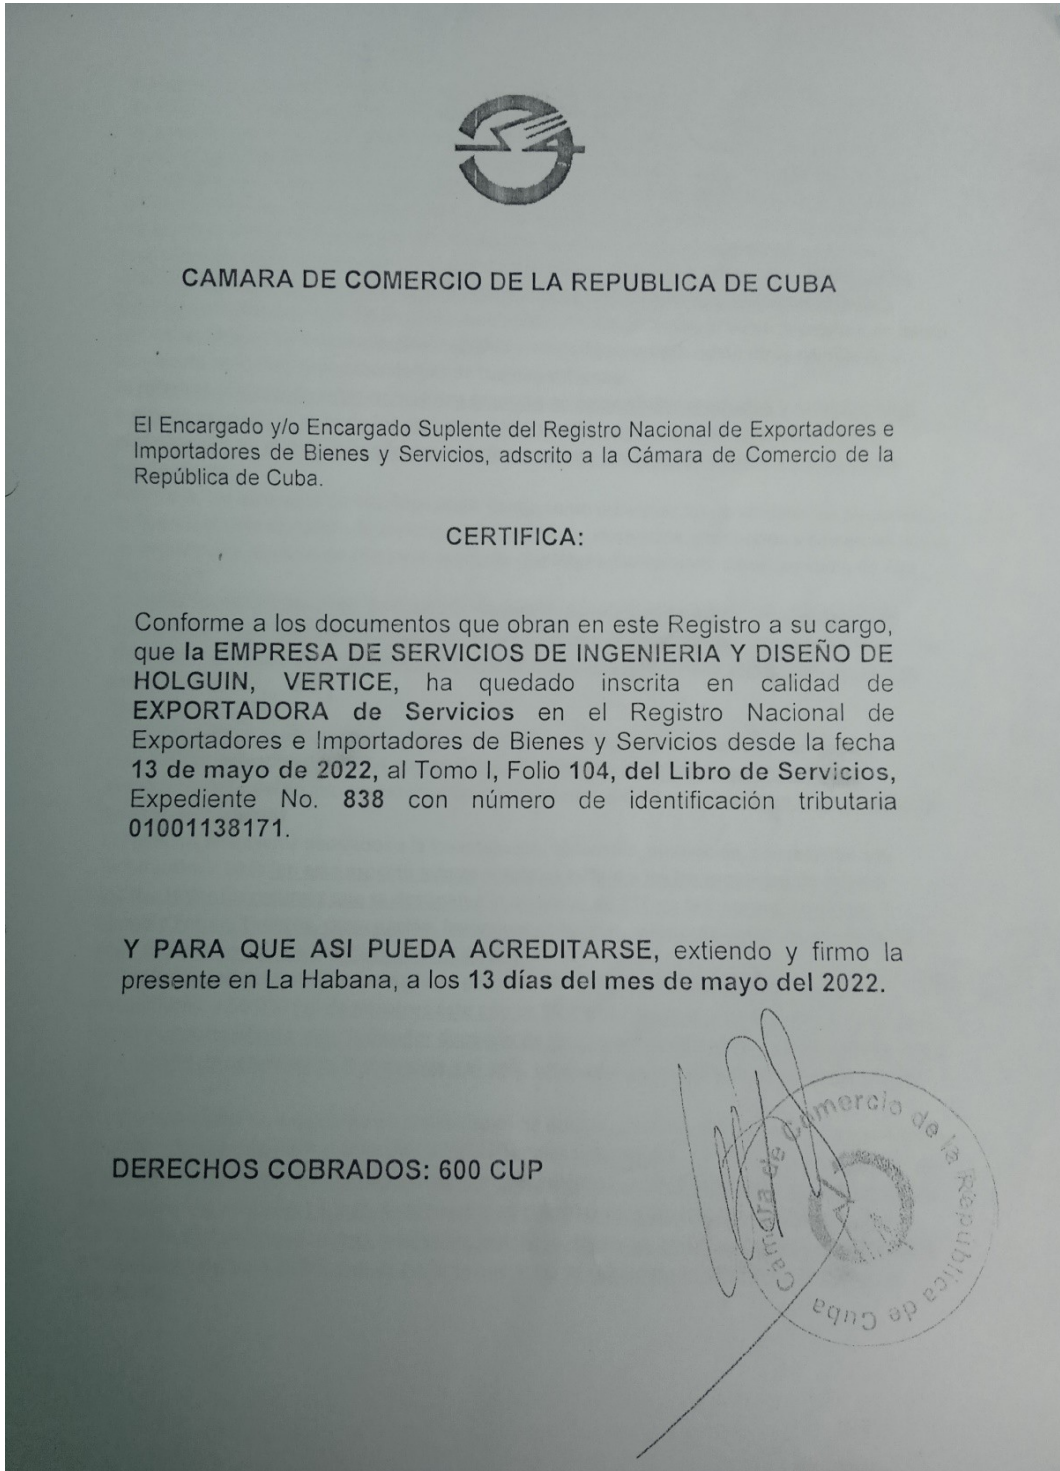 CAMARA DE COMERCIO DE LA REPUBLICA DE CUBA
El Encargado y/o Encargado Suplente del Registro Nacional de Exportadores e
Importadores de Bienes y Servicios, adscrito a la Cámara de Comercio de la
República de Cuba.
CERTIFICA:
Conforme a los documentos que obran en este Registro a su cargo,
que la EMPRESA DE SERVICIOS DE INGENIERIA Y DISEÑO DE
HOLGUIN, VERTICE, ha quedado inscrita en calidad de
EXPORTADORA de Servicios en el Registro Nacional de
Exportadores e Importadores de Bienes y Servicios desde la fecha
13 de mayo de 2022, al Tomo I, Folio 104, del Libro de Servicios,
Expediente No. 838 con número de identificación tributaria
01001138171.
Y PARA QUE ASI PUEDA ACREDITARSE, extiendo y firmo la
presente en La Habana, a los 13 días del mes de mayo del 2022.
DERECHOS COBRADOS: 600 CUP
Cámara de Comercio de la República de Cuba